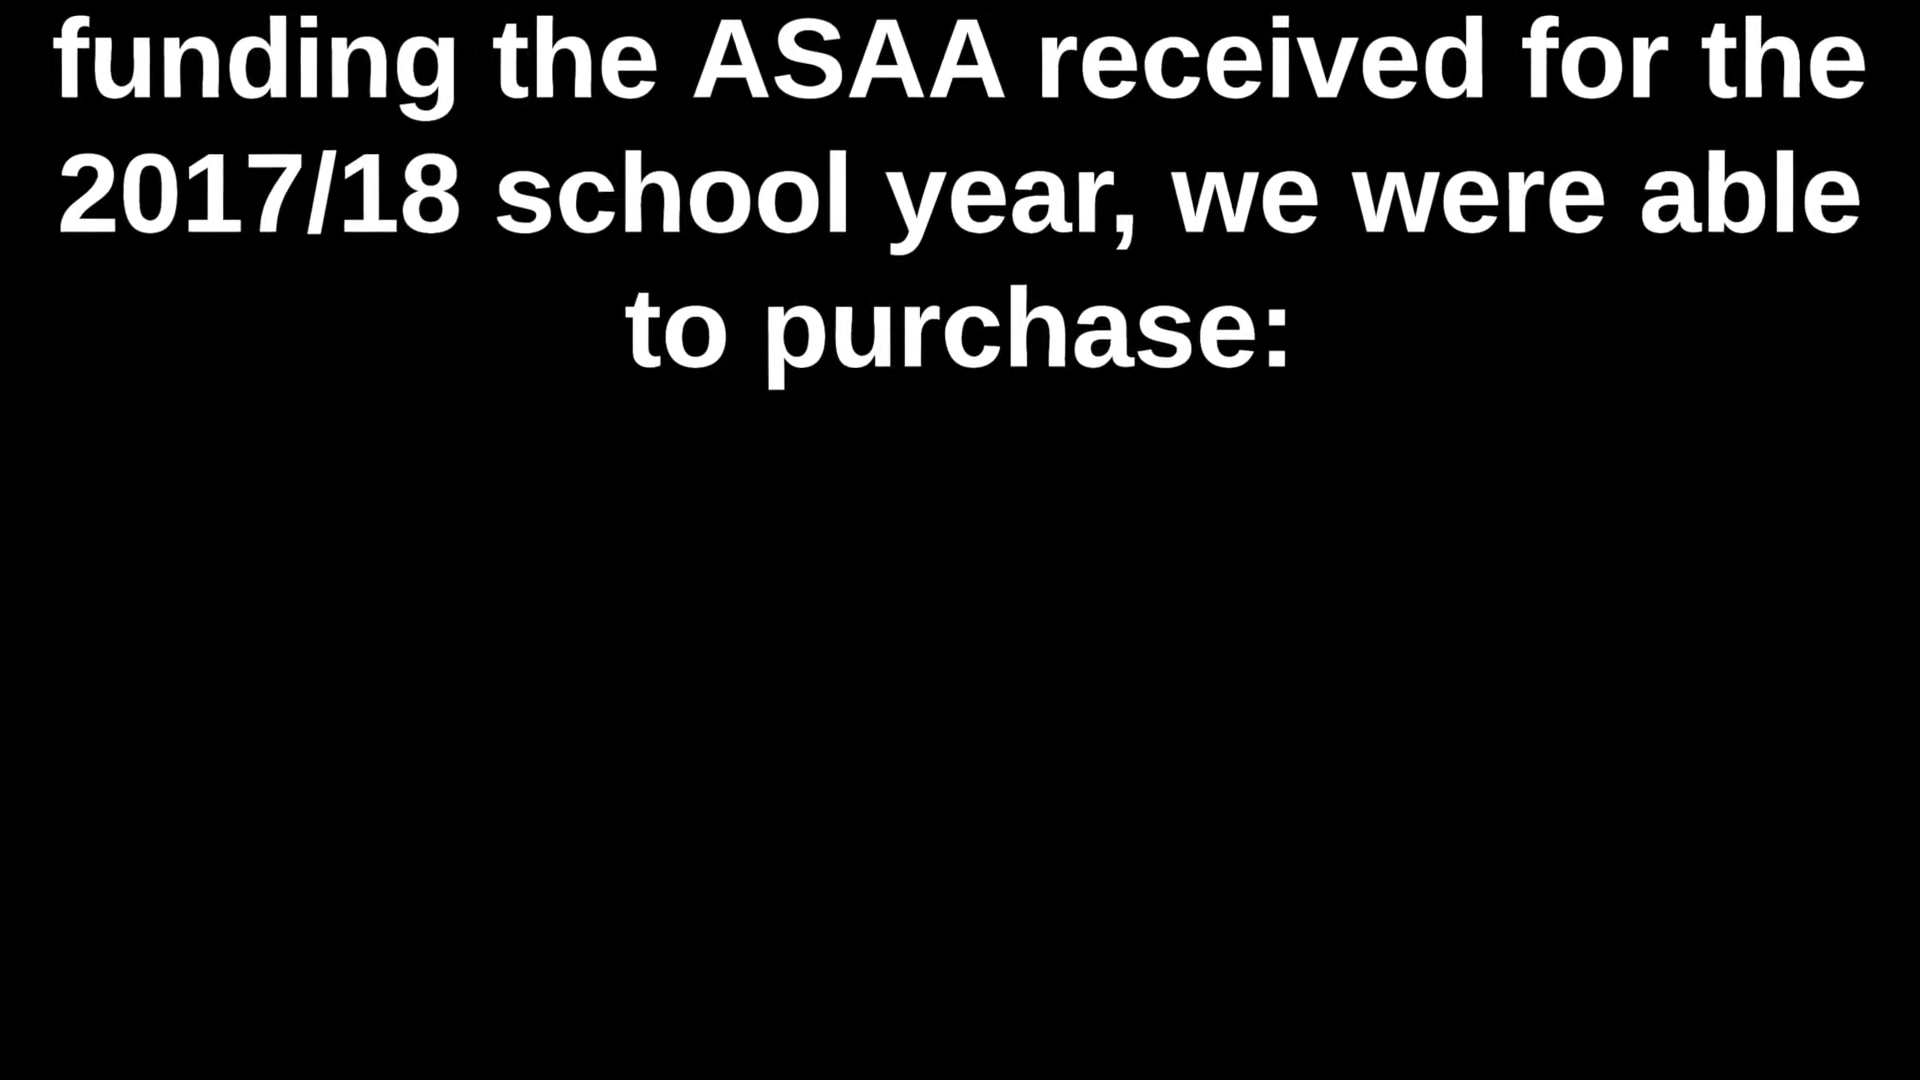 funding the ASAA received for the
2017/18 school year, we were able
to purchase: